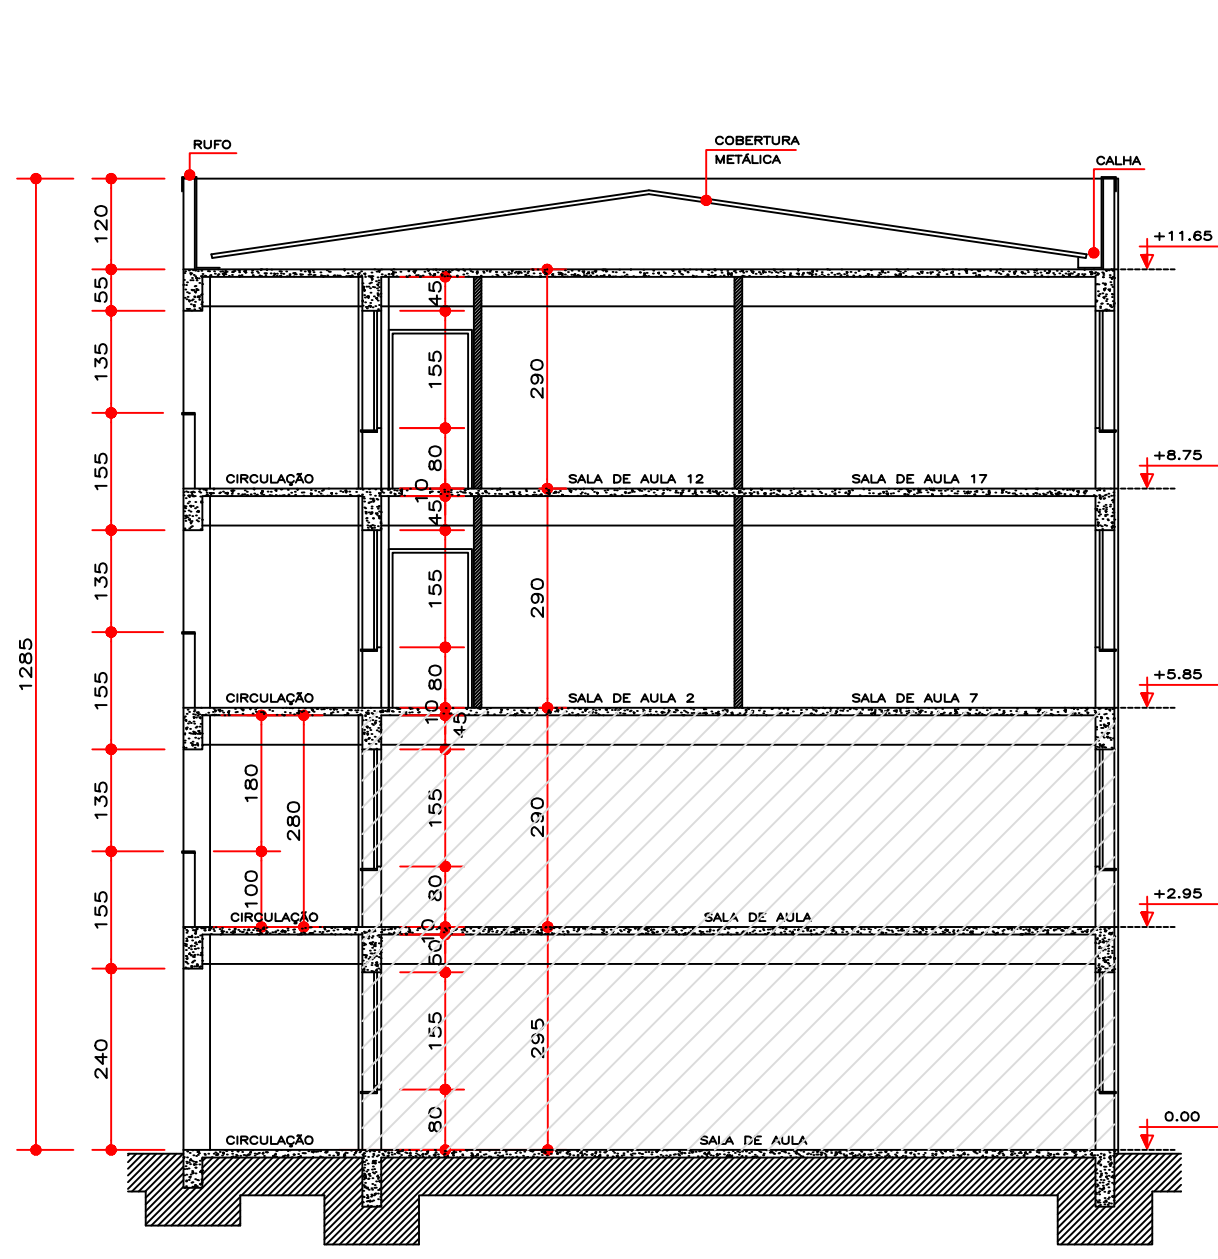 RUFO
COBERTURA
METÁLICA
CALHA
120
+11.65
55
45
135
155
290
155
80
+8.75
CIRCULAÇÃO
SALA DE AULA 12
SALA DE AULA 17
10
45
135
155
290
1285
155
80
+5.85
CIRCULAÇÃO
SALA DE AULA 2
SALA DE AULA 7
10
45
180
135
155
280
290
100
80
155
+2.95
CIRCULAÇÃO
SALA DE AULA
10
50
155
295
240
80
0.00
CIRCULAÇÃO
SALA DE AULA